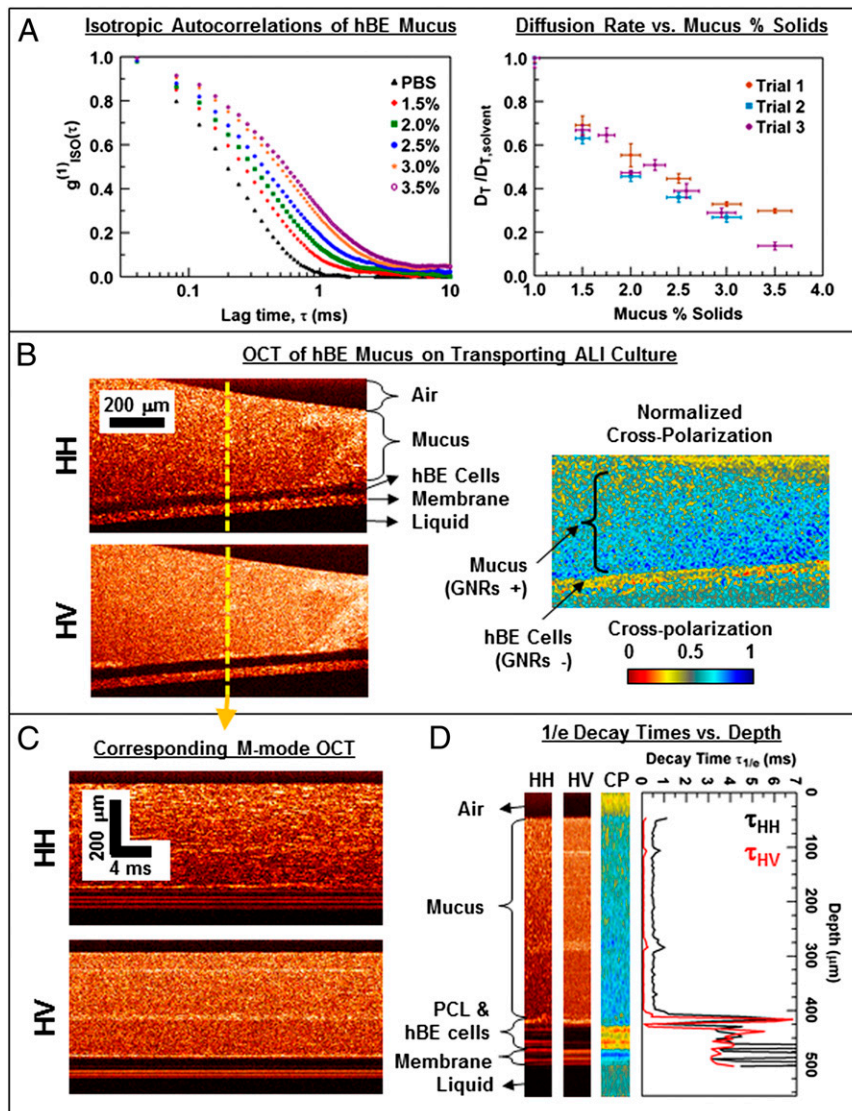 A
Isotropic Autocorrelations of hBE Mucus
g(1)ISO(τ)
1.0
0.8
0.6
0.4
0.2
0.0
0.1
1
10
Lag time, τ (ms)
PBS
1.5%
2.0%
2.5%
3.0%
3.5%
Diffusion Rate vs. Mucus % Solids
DT /DT,solvent
1.0
0.8
0.6
0.4
0.2
0.0
1.0
1.5
2.0
2.5
3.0
3.5
4.0
Mucus % Solids
Trial 1
Trial 2
Trial 3
B
OCT of hBE Mucus on Transporting ALI Culture
HH
200 μm
Air
Mucus
hBE Cells
Membrane
Liquid
HV
Normalized
Cross-Polarization
Mucus
(GNRs +)
hBE Cells
(GNRs -)
Cross-polarization
0
0.5
1
C
Corresponding M-mode OCT
HH
200 μm
4 ms
HV
D
1/e Decay Times vs. Depth
HH
HV
CP
Air
Mucus
PCL &
hBE cells
Membrane
Liquid
Decay Time τ1/e (ms)
0
1
2
3
4
5
6
7
τHH
τHV
0
100
200
300
400
500
Depth (μm)